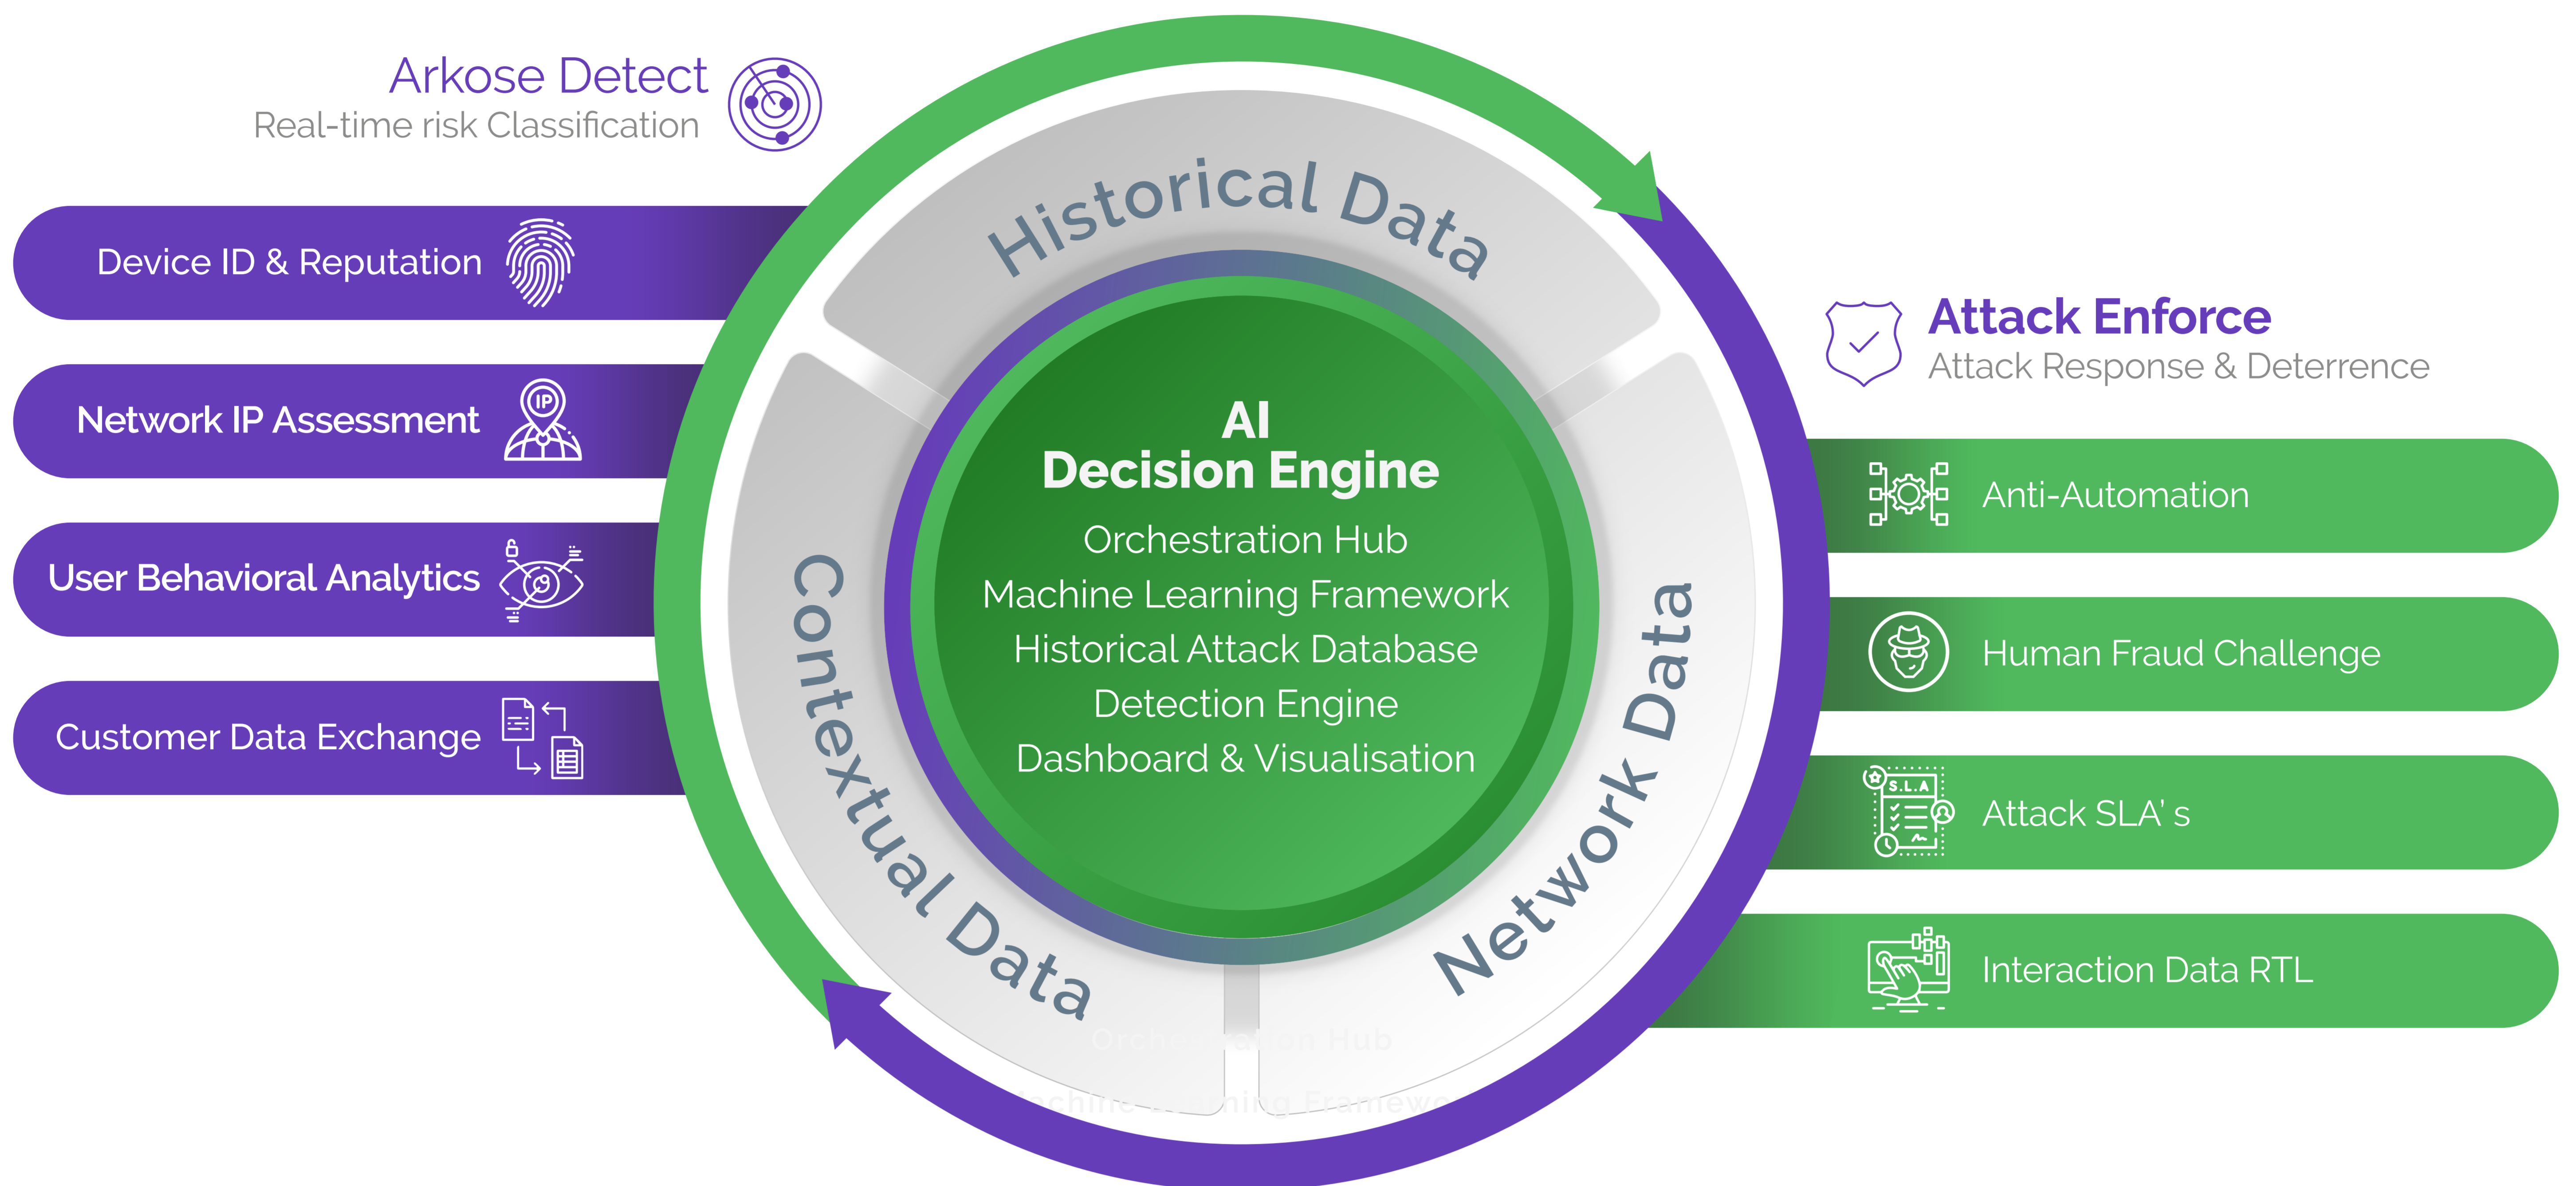 Arkose Detect
Real-time risk Classification
Device ID & Reputation
Network IP Assessment
IP
User Behavioral Analytics
Customer Data Exchange
Historical Data
Contextual Data
Network Data
AI
Decision Engine
Orchestration Hub
Machine Learning Framework
Historical Attack Database
Detection Engine
Dashboard & Visualisation
Attack Enforce
Attack Response & Deterrence
Anti-Automation
Human Fraud Challenge
S.L.A
Attack SLA' s
Interaction Data RTL